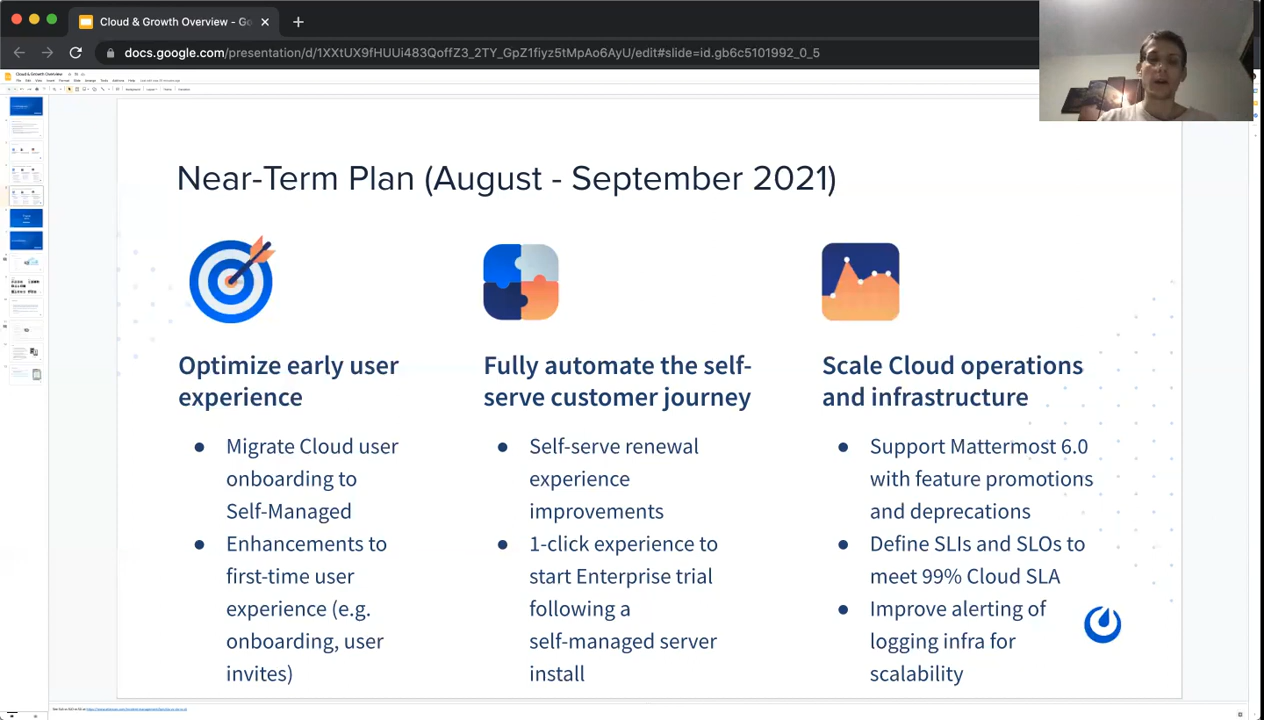 Cloud & Growth Overview - Go
docs.google.com/presentation/d/1XXtUX9fHUUi483QoffZ3_2TY_GpZ1fiyz5tMpAo6AyU/edit#slide=id.gb6c5101992_0_5
Cloud & Growth Overview
Near-Term Plan (August - September 2021)
Optimize early user
experience
● Migrate Cloud user
onboarding to
Self-Managed
● Enhancements to
first-time user
experience (e.g.
onboarding, user
invites)
Fully automate the self-
serve customer journey
● Self-serve renewal
experience
improvements
● 1-click experience to
start Enterprise trial
following a
self-managed server
install
Scale Cloud operations
and infrastructure
● Support Mattermost 6.0
with feature promotions
and deprecations
● Define SLIs and SLOs to
meet 99% Cloud SLA
● Improve alerting of
logging infra for
scalability